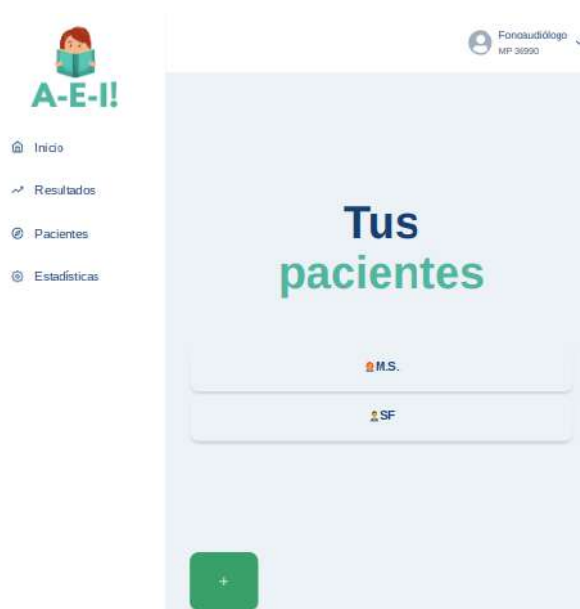 A-E-I!
Fonoaudiólogo
MP 36990
Inicio
Resultados
Pacientes
Estadísticas
Tus
pacientes
M.S.
SF
+